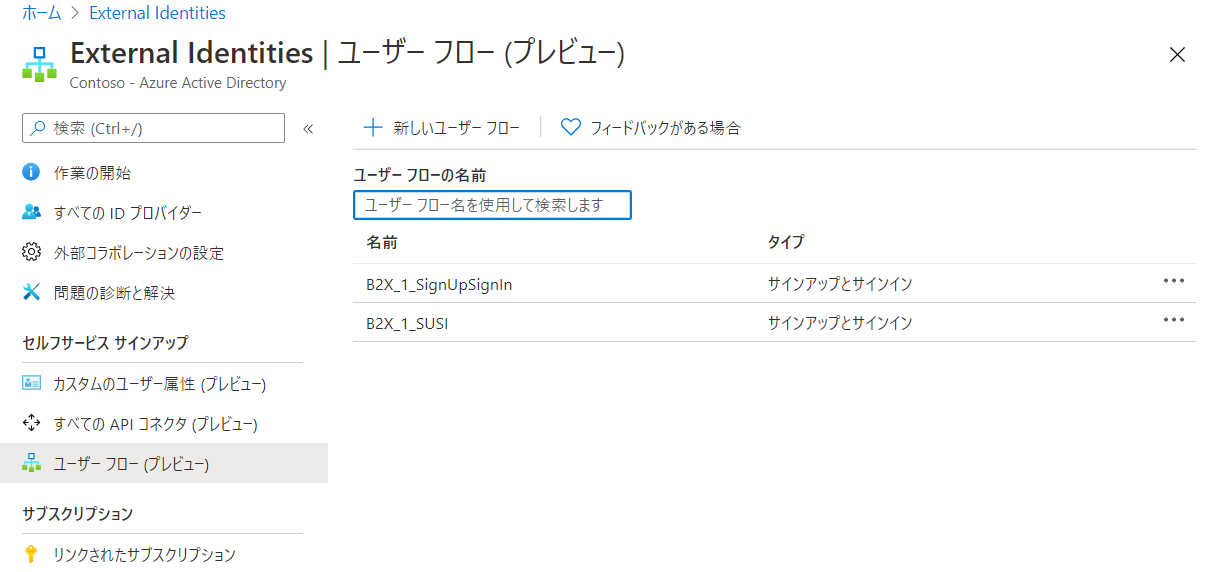 ホーム > External Identities
External Identities | ユーザー フロー (プレビュー)
Contoso - Azure Active Directory
検索 (Ctrl+/)
«
作業の開始
すべての ID プロバイダー
外部コラボレーションの設定
問題の診断と解決
セルフサービス サインアップ
カスタムのユーザー属性 (プレビュー)
すべての API コネクタ (プレビュー)
ユーザー フロー (プレビュー)
サブスクリプション
リンクされたサブスクリプション
新しいユーザー フロー
フィードバックがある場合
ユーザー フローの名前
ユーザー フロー名を使用して検索します
名前 タイプ
B2X_1_SignUpSignIn サインアップとサインイン
B2X_1_SUSI サインアップとサインイン